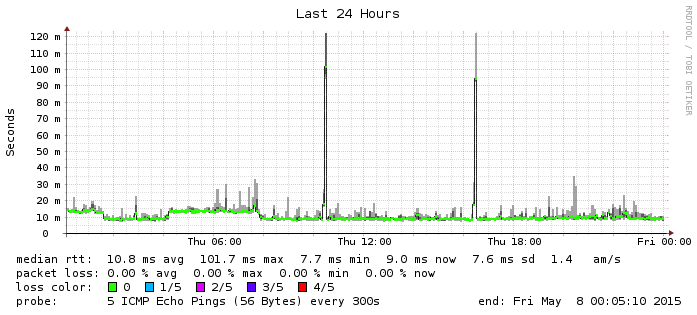 Last 24 Hours
RRDTOOL / TOBI OETIKER
Seconds
120 m
110 m
100 m
90 m
80 m
70 m
60 m
50 m
40 m
30 m
20 m
10 m
0
Thu 06:00 Thu 12:00 Thu 18:00 Fri 00:00
median rtt: 10.8 ms avg 101.7 ms max 7.7 ms min 9.0 ms now 7.6 ms sd 1.4 am/s
packet loss: 0.00 % avg 0.00 % max 0.00 % min 0.00 % now
loss color: 0 1/5 2/5 3/5 4/5
probe: 5 ICMP Echo Pings (56 Bytes) every 300s end: Fri May 8 00:05:10 2015